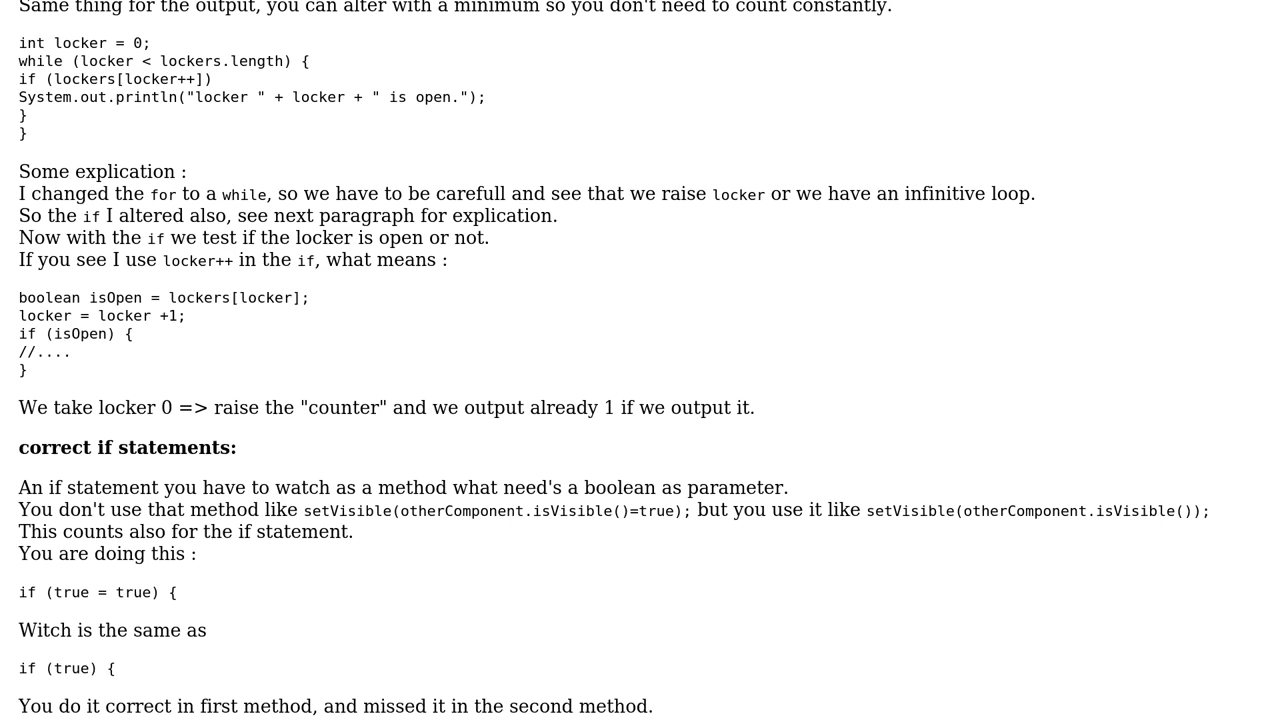 Same thing for the output, you can alter with a minimum so you don't need to count constantly.
int locker = 0;
while (locker < lockers.length) {
if (lockers[locker++])
System.out.println("locker " + locker + " is open.");
}
}
Some explication :
I changed the for to a while, so we have to be carefull and see that we raise locker or we have an infinitive loop.
So the if I altered also, see next paragraph for explication.
Now with the if we test if the locker is open or not.
If you see I use locker++ in the if, what means :
boolean isOpen = lockers[locker];
locker = locker +1;
if (isOpen) {
//....
}
We take locker 0 => raise the "counter" and we output already 1 if we output it.
correct if statements:
An if statement you have to watch as a method what need's a boolean as parameter.
You don't use that method like setVisible(otherComponent.isVisible()=true); but you use it like setVisible(otherComponent.isVisible());
This counts also for the if statement.
You are doing this :
if (true = true) {
Witch is the same as
if (true) {
You do it correct in first method, and missed it in the second method.